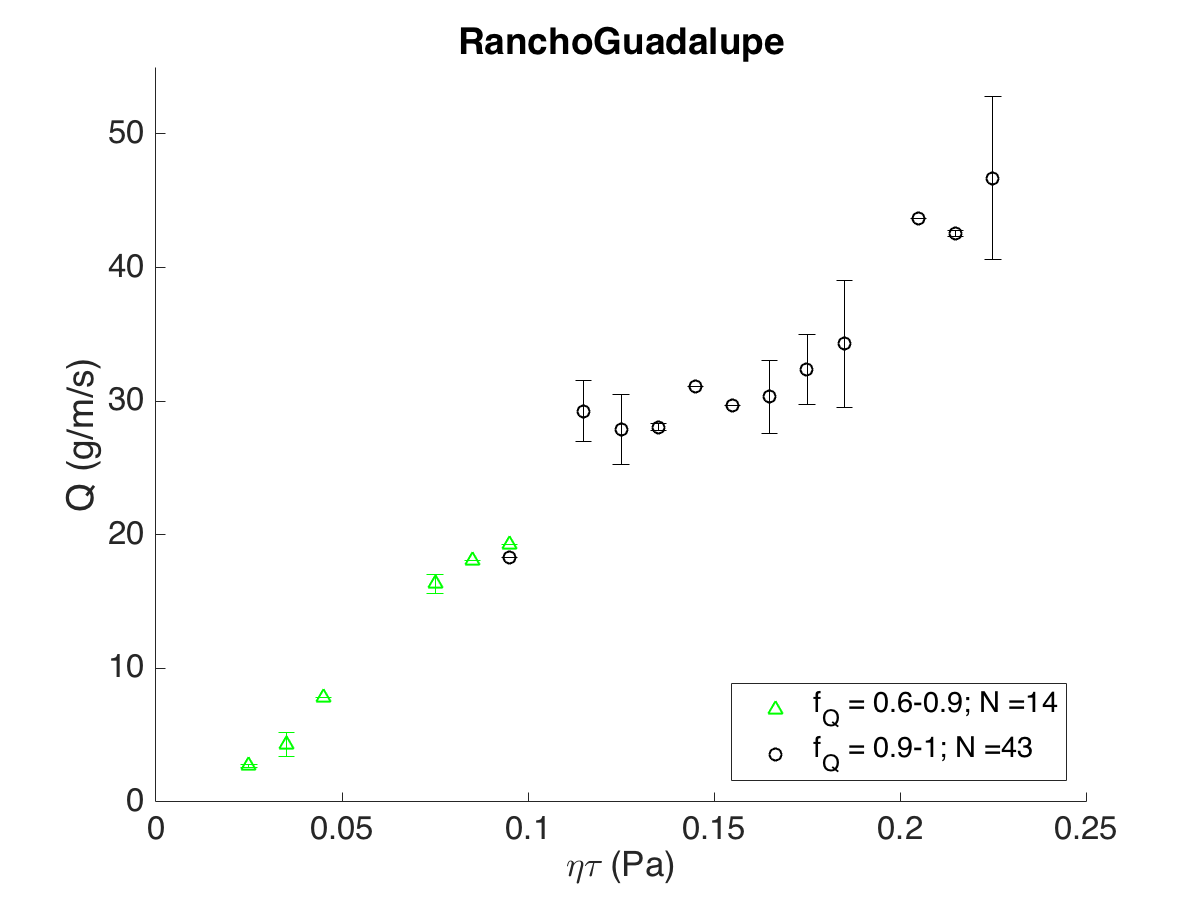 RanchoGuadalupe
50
40
30
20
10
0
Q (g/m/s)
f_Q = 0.6-0.9; N =14
f_Q = 0.9-1; N =43
0 0.05 0.1 0.15 0.2 0.25
ητ (Pa)